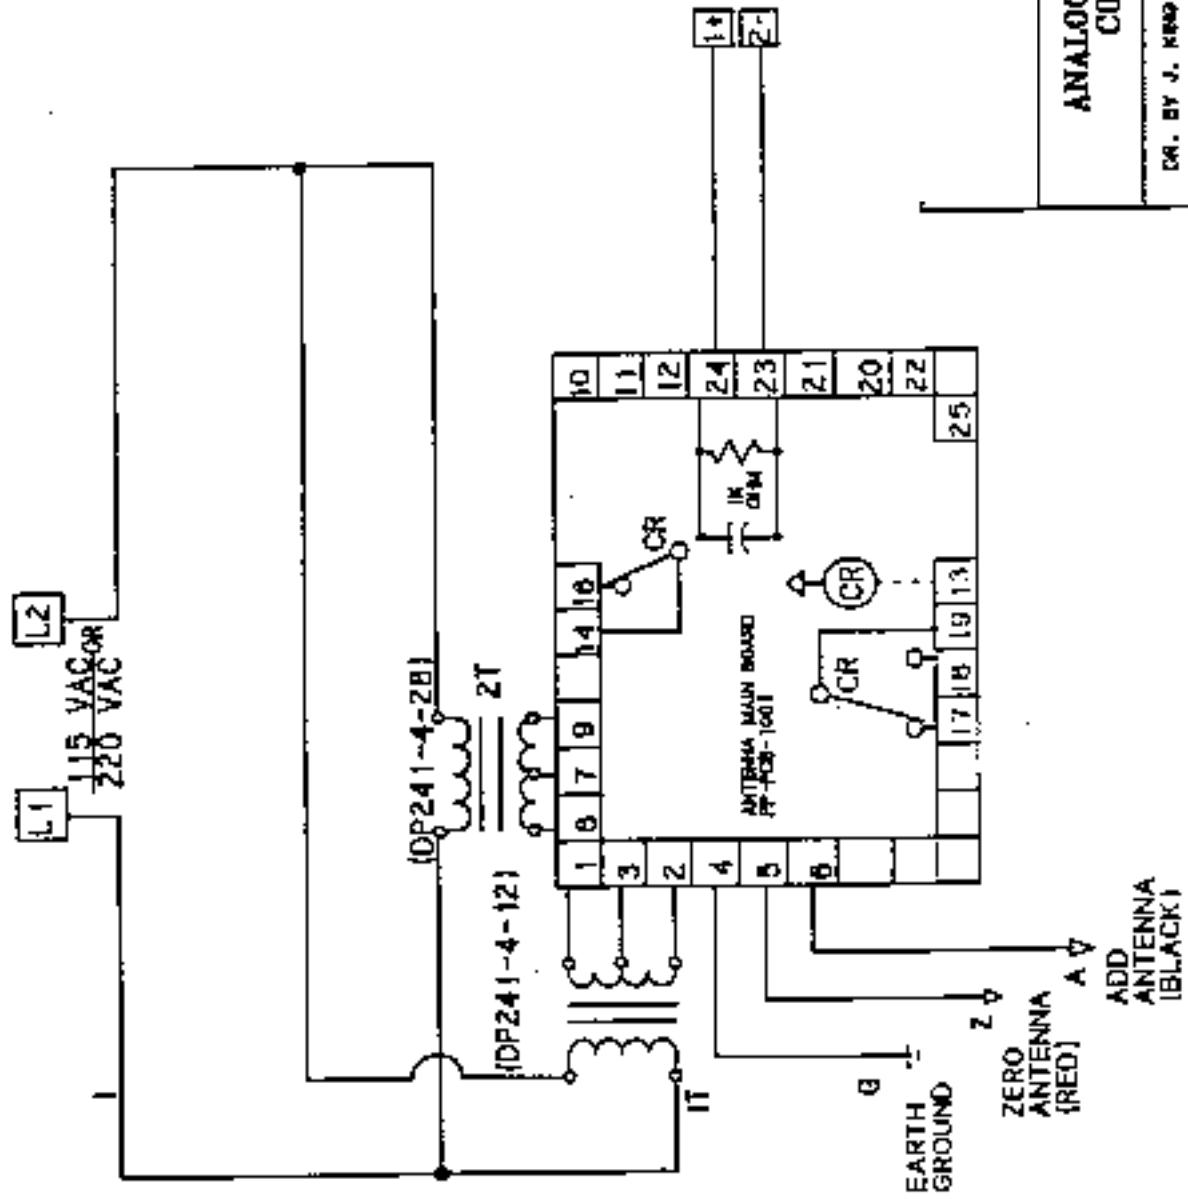 L1
L2
115 VAC OR
220 VAC
1
(DP241-4-28)
2T
(DP241-4-12)
1T
1
3
2
4
5
6
8
7
9
14
16
10
11
12
24
23
21
20
22
25
17
18
19
13
CR
CR
CR
1K
OHM
ANTENNA MAIN BOARD
1+
2-
G
EARTH
GROUND
Z
ZERO
ANTENNA
(RED)
A
ADD
ANTENNA
(BLACK)
DR. BY J. KING